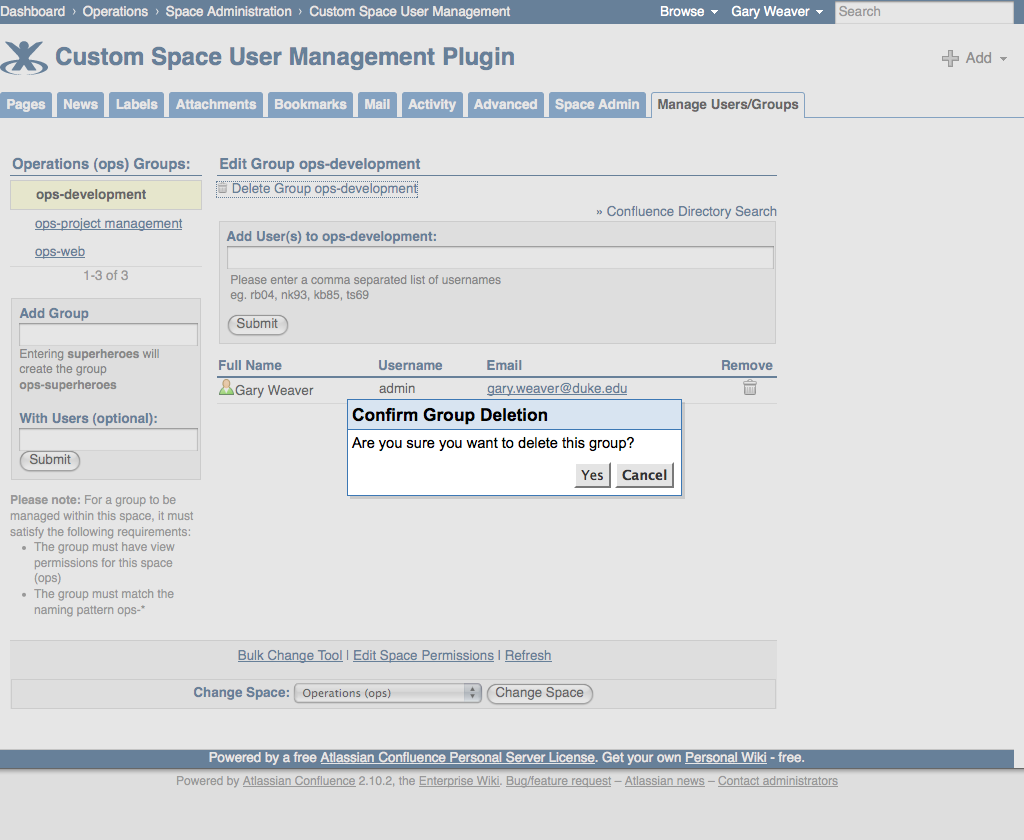 Dashboard › Operations › Space Administration › Custom Space User Management
Browse Gary Weaver Search
Custom Space User Management Plugin
Add
Pages News Labels Attachments Bookmarks Mail Activity Advanced Space Admin Manage Users/Groups
Operations (ops) Groups:
ops-development
ops-project management
ops-web
1-3 of 3
Add Group
Entering superheroes will
create the group
ops-superheroes
With Users (optional):
Submit
Please note: For a group to be
managed within this space, it must
satisfy the following requirements:
• The group must have view
permissions for this space
(ops)
• The group must match the
naming pattern ops-*
Edit Group ops-development
Delete Group ops-development
» Confluence Directory Search
Add User(s) to ops-development:
Please enter a comma separated list of usernames
eg. rb04, nk93, kb85, ts69
Submit
Full Name Username Email Remove
Gary Weaver admin gary.weaver@duke.edu
Confirm Group Deletion
Are you sure you want to delete this group?
Yes Cancel
Bulk Change Tool | Edit Space Permissions | Refresh
Change Space: Operations (ops) Change Space
Powered by a free Atlassian Confluence Personal Server License. Get your own Personal Wiki - free.
Powered by Atlassian Confluence 2.10.2, the Enterprise Wiki. Bug/feature request – Atlassian news – Contact administrators